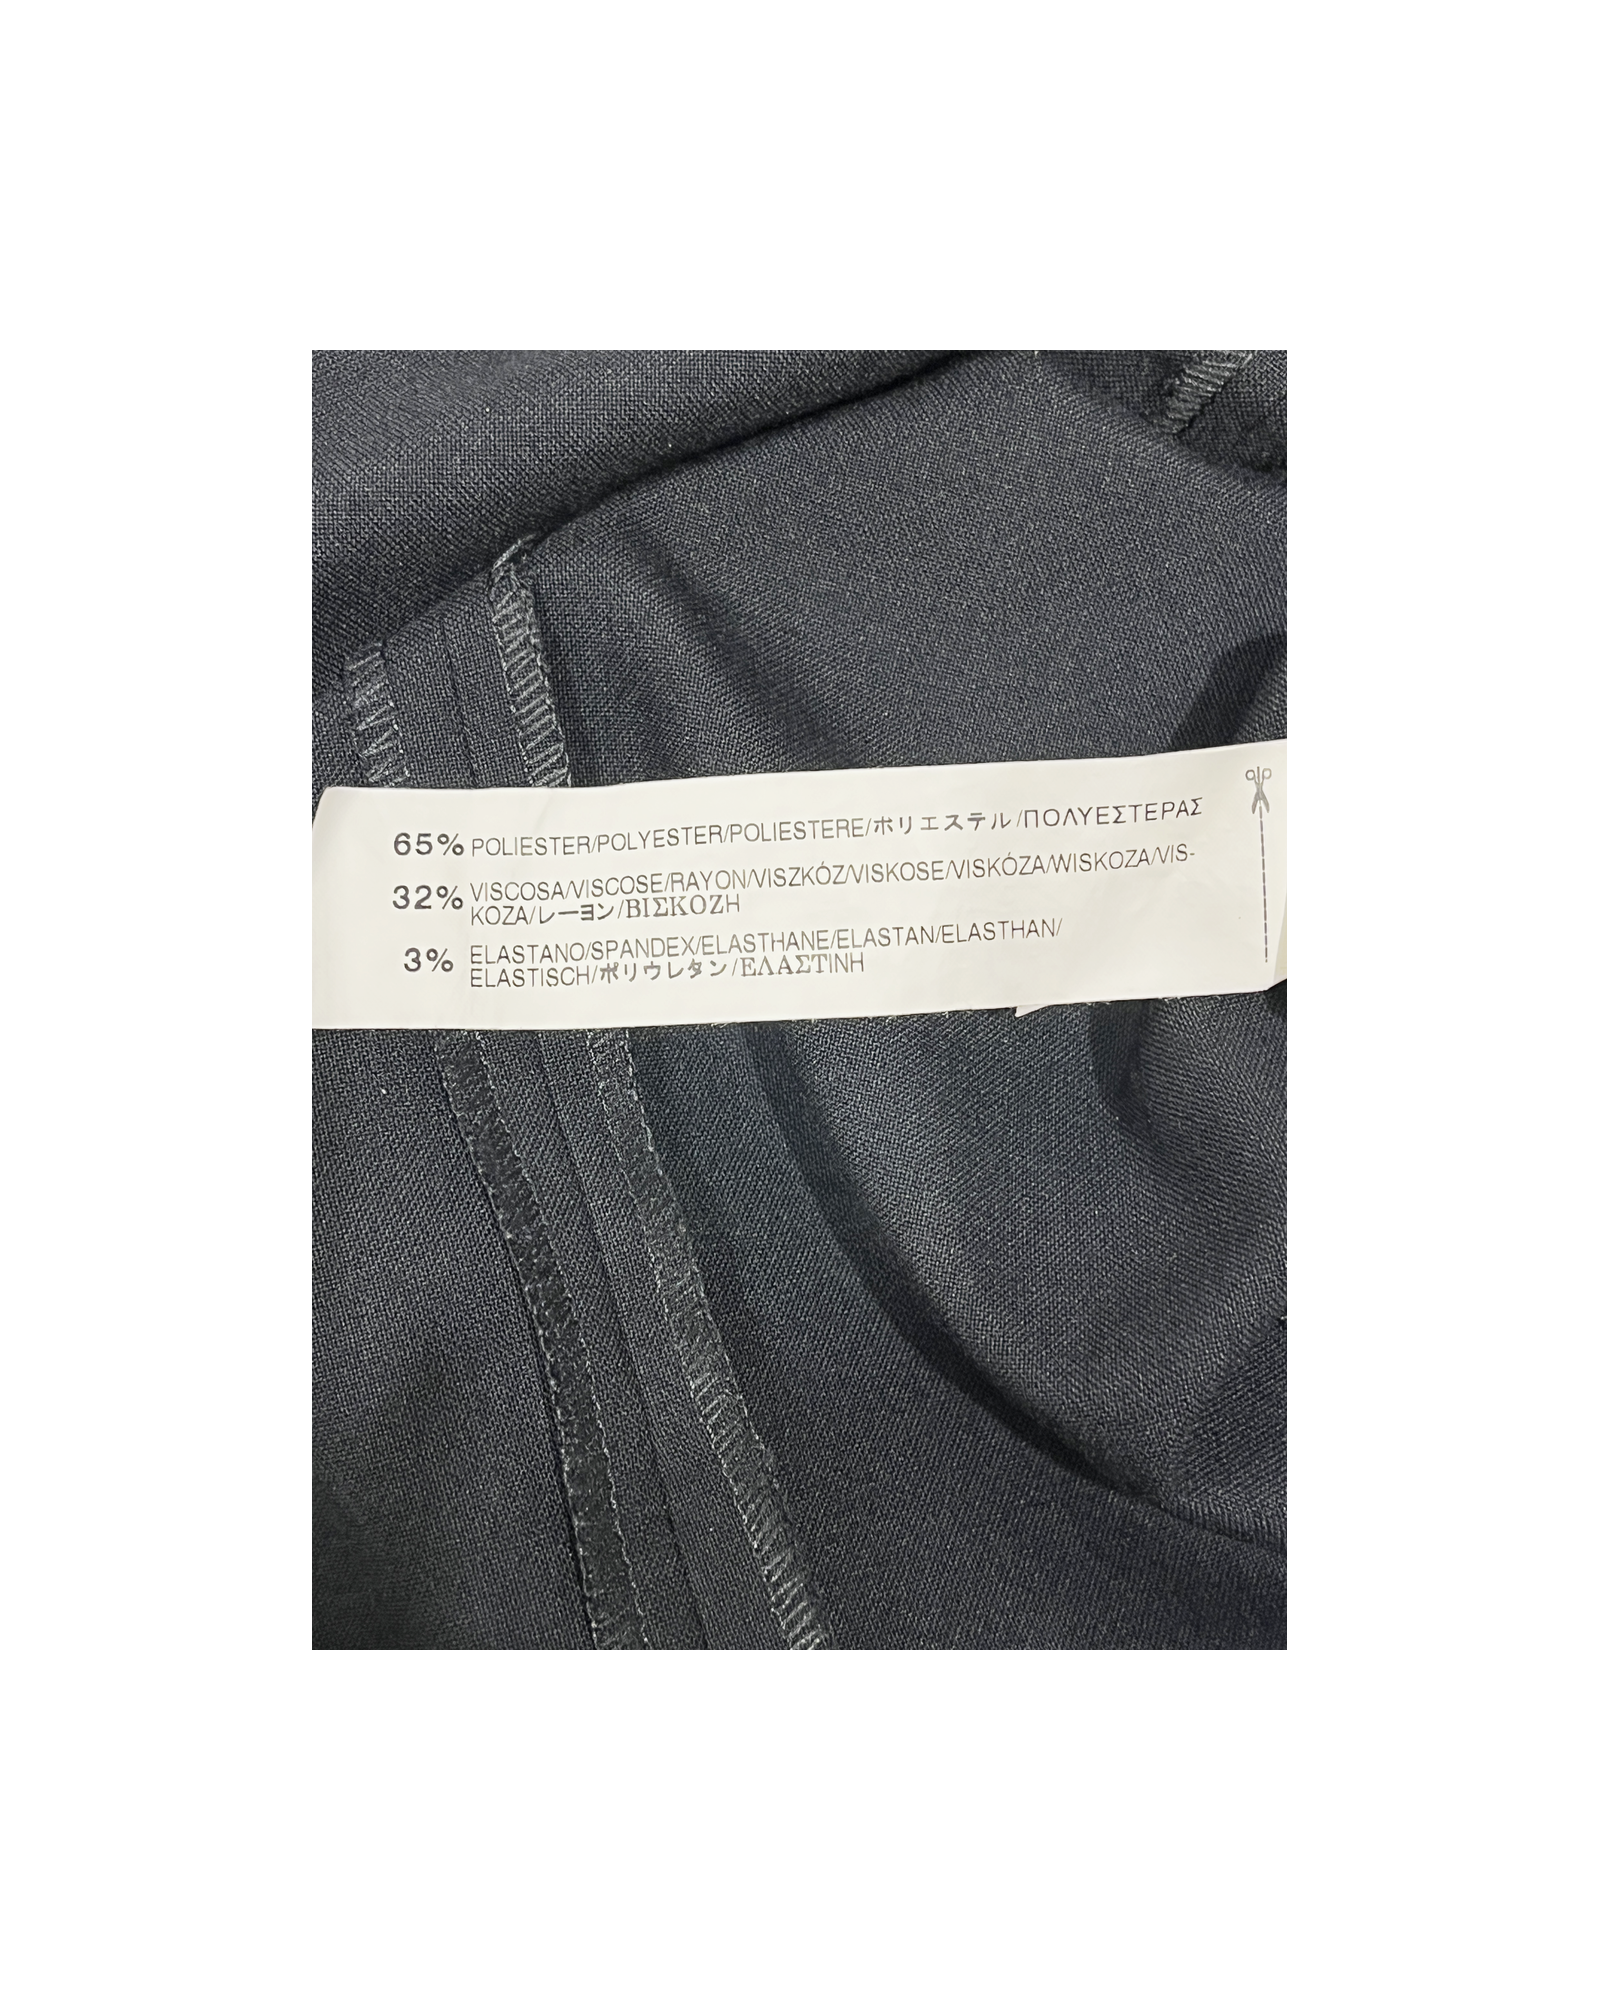 65% POLIESTER/POLYESTER/POLIESTERE/ポリエステル/ΠΟΛΥΕΣΤΕΡΑΣ
32% VISCOSA/VISCOSE/RAYON/VISZKÓZ/VISKOSE/VISKÓZA/WISKOZA/VIS-
KOZA/レーヨン/ΒΙΣΚΟΖΗ
3% ELASTANO/SPANDEX/ELASTHANE/ELASTAN/ELASTHAN/
ELASTISCH/ポリウレタン/ΕΛΑΣΤΙΝΗ